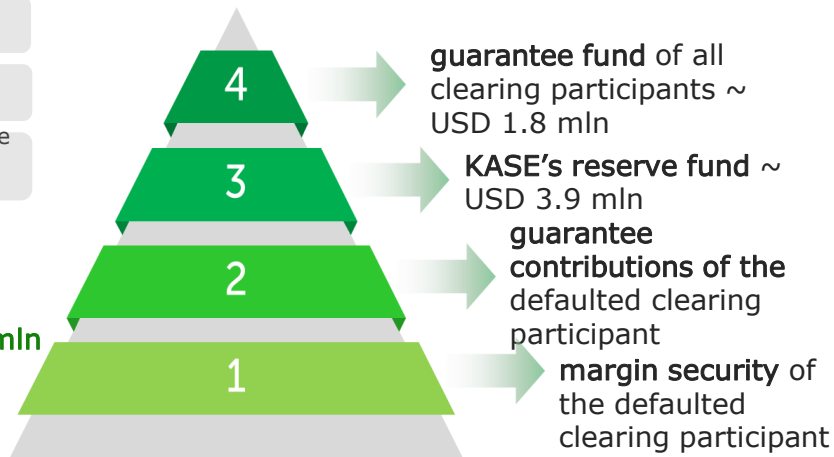 4
guarantee fund of all
clearing participants ~
USD 1.8 mln
e
3
KASE’s reserve fund ~
USD 3.9 mln
2
guarantee
contributions of the
defaulted clearing
participant
mln
1
margin security of
the defaulted
clearing participant